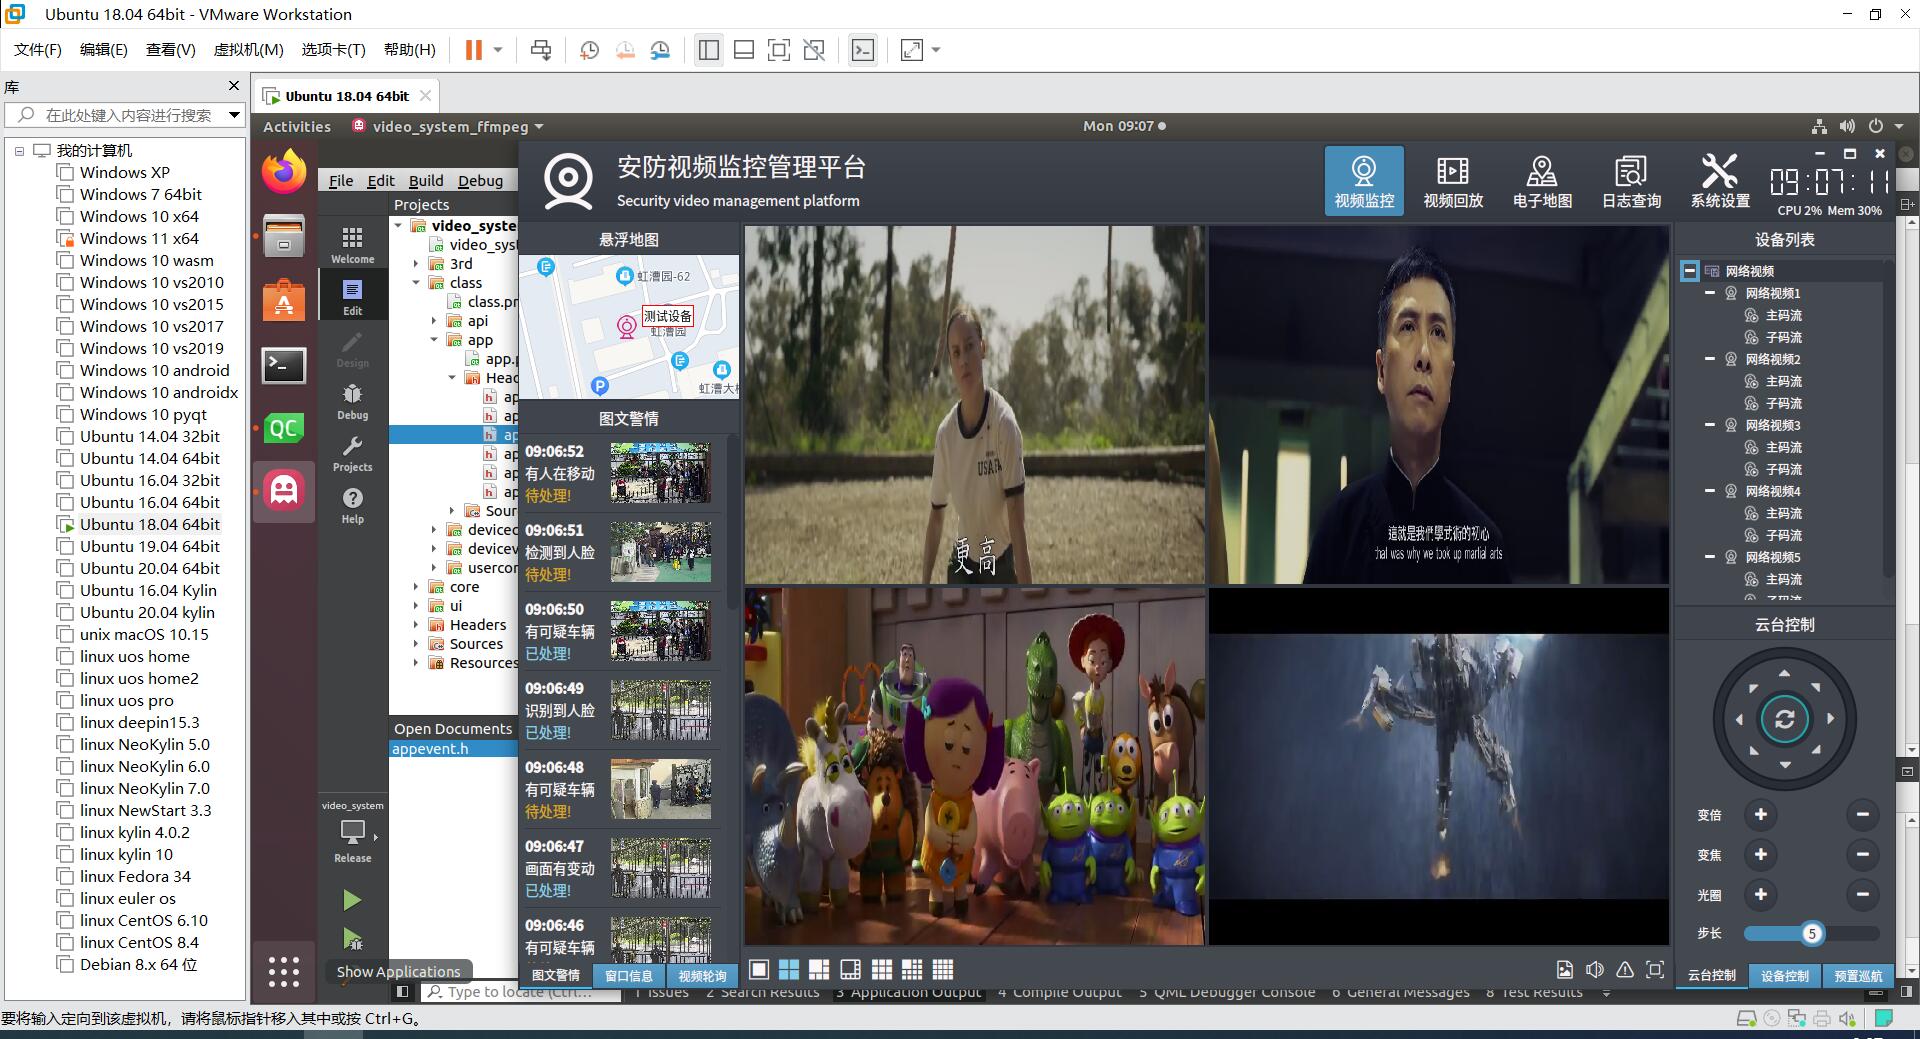 Ubuntu 18.04 64bit - VMware Workstation
文件(F) 编辑(E) 查看(V) 虚拟机(M) 选项卡(T) 帮助(H)
库
在此处键入内容进行搜索
我的计算机
Windows XP
Windows 7 64bit
Windows 10 x64
Windows 11 x64
Windows 10 wasm
Windows 10 vs2010
Windows 10 vs2015
Windows 10 vs2017
Windows 10 vs2019
Windows 10 android
Windows 10 androidx
Windows 10 pyqt
Ubuntu 14.04 32bit
Ubuntu 14.04 64bit
Ubuntu 16.04 32bit
Ubuntu 16.04 64bit
Ubuntu 18.04 64bit
Ubuntu 19.04 64bit
Ubuntu 20.04 64bit
Ubuntu 16.04 Kylin
Ubuntu 20.04 kylin
unix macOS 10.15
linux uos home
linux uos home2
linux uos pro
linux deepin15.3
linux NeoKylin 5.0
linux NeoKylin 6.0
linux NeoKylin 7.0
linux NewStart 3.3
linux kylin 4.0.2
linux kylin 10
linux Fedora 34
linux euler os
linux CentOS 6.10
linux CentOS 8.4
Debian 8.x 64 位
Ubuntu 18.04 64bit
Activities video_system_ffmpeg Mon 09:07
File Edit Build Debug
Welcome
Edit
Design
Debug
Projects
Help
video_system
Release
Show Applications
Projects
video_syste
video_syst
3rd
class
class.pr
api
app
app.p
Head
ap
ap
ap
ap
ap
ap
Sour
devicec
devicev
usercon
core
ui
Headers
Sources
Resources
Open Documents
appevent.h
安防视频监控管理平台
Security video management platform
视频监控 视频回放 电子地图 日志查询 系统设置
09:07:11
CPU 2% Mem 30%
悬浮地图
虹漕园-62
测试设备
虹漕园
P
虹漕大楼
图文警情
09:06:52
有人在移动
待处理!
09:06:51
检测到人脸
待处理!
09:06:50
有可疑车辆
已处理!
09:06:49
识别到人脸
已处理!
09:06:48
有可疑车辆
待处理!
09:06:47
画面有变动
已处理!
09:06:46
有可疑车辆
图文警情 窗口信息 视频轮询
更高
這就是我們學武術的初心
that was why we took up martial arts
设备列表
网络视频
网络视频1
主码流
子码流
网络视频2
主码流
子码流
网络视频3
主码流
子码流
网络视频4
主码流
子码流
网络视频5
主码流
子码流
云台控制
变倍
变焦
光圈
步长 5
云台控制 设备控制 预置巡航
Type to locate (Ctrl... 1 Issues 2 Search Results 3 Application Output 4 Compile Output 5 QML Debugger Console 6 General Messages 8 Test Results
要将输入定向到该虚拟机，请将鼠标指针移入其中或按 Ctrl+G。